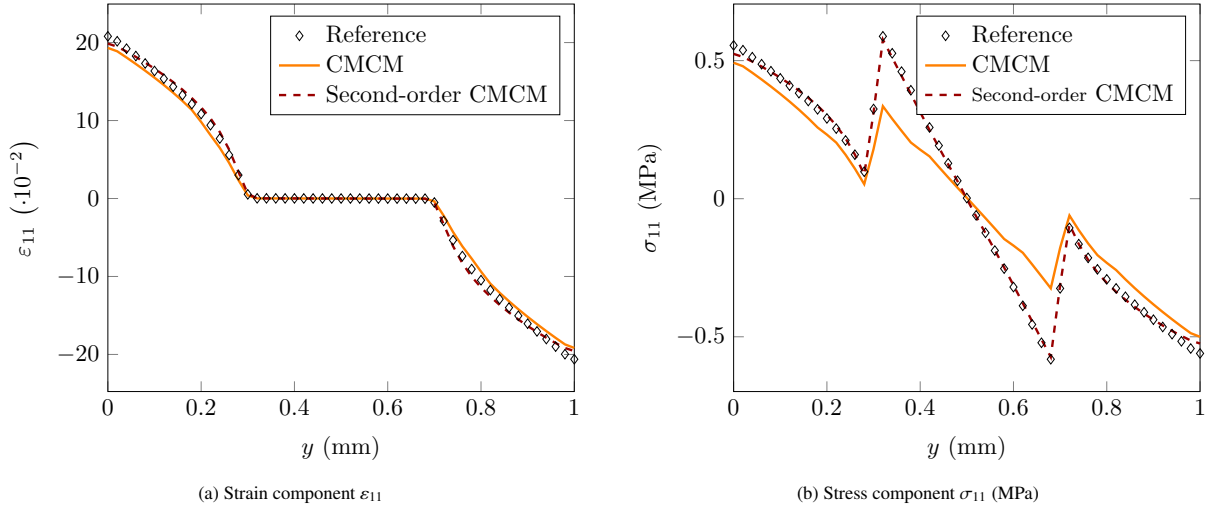 Reference
CMCM
Second-order CMCM
20
10
0
−10
−20
ε₁₁ (·10⁻²)
0
0.2
0.4
0.6
0.8
1
y (mm)
(a) Strain component ε₁₁
Reference
CMCM
Second-order CMCM
0.5
0
−0.5
σ₁₁ (MPa)
0
0.2
0.4
0.6
0.8
1
y (mm)
(b) Stress component σ₁₁ (MPa)